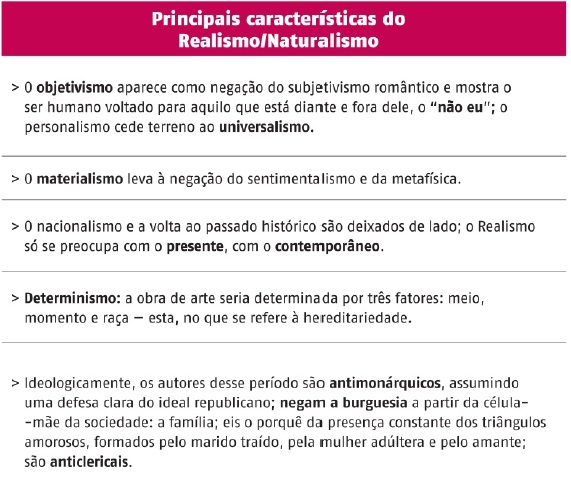 Principais características do
Realismo/Naturalismo
> O objetivismo aparece como negação do subjetivismo romântico e mostra o
ser humano voltado para aquilo que está diante e fora dele, o “não eu”; o
personalismo cede terreno ao universalismo.
> O materialismo leva à negação do sentimentalismo e da metafísica.
> O nacionalismo e a volta ao passado histórico são deixados de lado; o Realismo
só se preocupa com o presente, com o contemporâneo.
> Determinismo: a obra de arte seria determinada por três fatores: meio,
momento e raça – esta, no que se refere à hereditariedade.
> Ideologicamente, os autores desse período são antimonárquicos, assumindo
uma defesa clara do ideal republicano; negam a burguesia a partir da célula-
-mãe da sociedade: a família; eis o porquê da presença constante dos triângulos
amorosos, formados pelo marido traído, pela mulher adúltera e pelo amante;
são anticlericais.